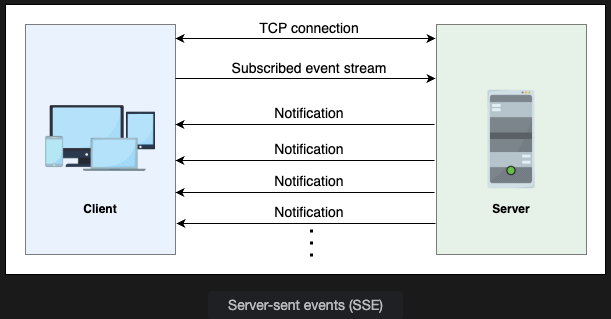 TCP connection
Subscribed event stream
Notification
Notification
Notification
Notification
Client
Server
Server-sent events (SSE)